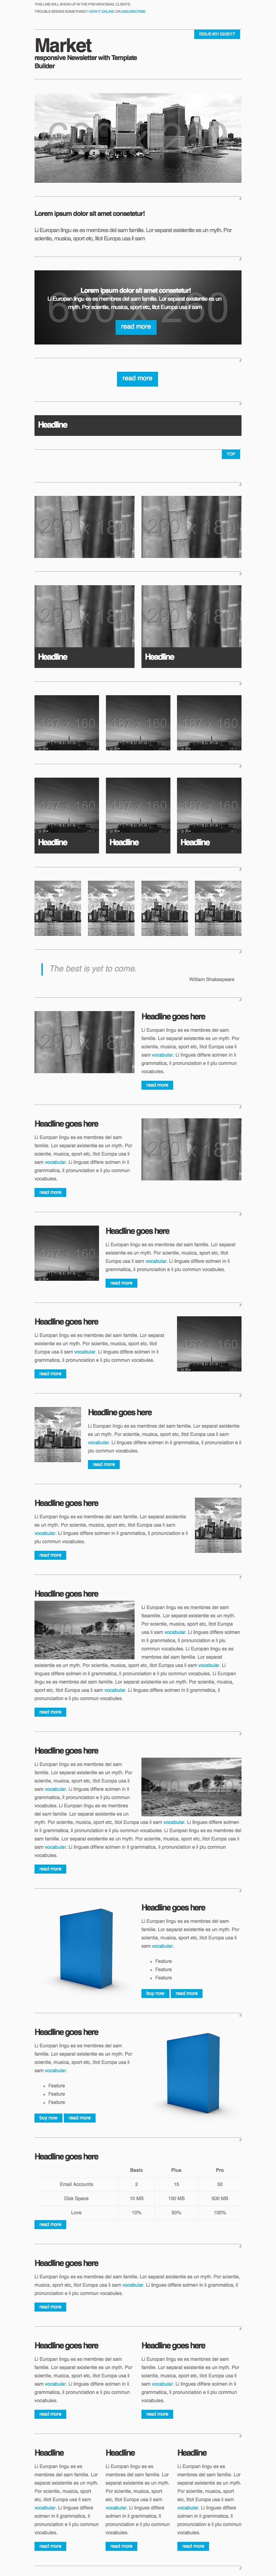 THIS LINE WILL SHOW UP IN THE PREVIEW EMAIL CLIENTS
TROUBLE SEEING SOMETHING? VIEW IT ONLINE OR UNSUBSCRIBE
ISSUE #01 02/2017
Market
responsive Newsletter with Template
Builder
600 x 260
Lorem ipsum dolor sit amet consetetur!
Li Europan lingu es es membres del sam familie. Lor separat existentie es un myth. Por
scientie, musica, sport etc, litot Europa usa li sam
600 x 200
Lorem ipsum dolor sit amet consetetur!
Li Europan lingu es es membres del sam familie. Lor separat existentie es un
myth. Por scientie, musica, sport etc, litot Europa usa li sam
read more
read more
Headline
TOP
290 x 180
290 x 180
290 x 180
290 x 180
Headline
Headline
187 x 160
187 x 160
187 x 160
187 x 160
187 x 160
187 x 160
Headline
Headline
Headline
The best is yet to come.
William Shakespeare
Headline goes here
Li Europan lingu es es membres del sam
familie. Lor separat existentie es un myth. Por
scientie, musica, sport etc, litot Europa usa li
sam vocabular. Li lingues differe solmen in li
grammatica, li pronunciation e li plu commun
vocabules.
read more
Headline goes here
Li Europan lingu es es membres del sam
familie. Lor separat existentie es un myth. Por
scientie, musica, sport etc, litot Europa usa li
sam vocabular. Li lingues differe solmen in li
grammatica, li pronunciation e li plu commun
vocabules.
read more
Headline goes here
Li Europan lingu es es membres del sam familie. Lor separat
existentie es un myth. Por scientie, musica, sport etc, litot
Europa usa li sam vocabular. Li lingues differe solmen in li
grammatica, li pronunciation e li plu commun vocabules.
read more
Headline goes here
Li Europan lingu es es membres del sam familie. Lor separat
existentie es un myth. Por scientie, musica, sport etc, litot
Europa usa li sam vocabular. Li lingues differe solmen in li
grammatica, li pronunciation e li plu commun vocabules.
read more
Headline goes here
Li Europan lingu es es membres del sam familie. Lor separat existentie
es un myth. Por scientie, musica, sport etc, litot Europa usa li sam
vocabular. Li lingues differe solmen in li grammatica, li pronunciation e li
plu commun vocabules.
read more
Headline goes here
Li Europan lingu es es membres del sam familie. Lor separat existentie
es un myth. Por scientie, musica, sport etc, litot Europa usa li sam
vocabular. Li lingues differe solmen in li grammatica, li pronunciation e li
plu commun vocabules.
read more
Headline goes here
Li Europan lingu es es membres del sam
familie. Lor separat existentie es un myth. Por
scientie, musica, sport etc, litot Europa
usa li sam vocabular. Li lingues differe solmen
in li grammatica, li pronunciation e li plu
commun vocabules. Li Europan lingu es es
membres del sam familie. Lor separat
existentie es un myth. Por scientie, musica, sport etc, litot Europa usa li sam vocabular. Li
lingues differe solmen in li grammatica, li pronunciation e li plu commun vocabules. Li Europan
lingu es es membres del sam familie. Lor separat existentie es un myth. Por scientie, musica,
sport etc, litot Europa usa li sam vocabular. Li lingues differe solmen in li grammatica, li
pronunciation e li plu commun vocabules.
read more
Headline goes here
Li Europan lingu es es membres del sam
familie. Lor separat existentie es un myth. Por
scientie, musica, sport etc, litot Europa usa li
sam vocabular. Li lingues differe solmen in li
grammatica, li pronunciation e li plu commun
vocabules. Li Europan lingu es es membres
del sam familie. Lor separat existentie es un
myth. Por scientie, musica, sport etc, litot Europa usa li sam vocabular. Li lingues differe solmen
in li grammatica, li pronunciation e li plu commun vocabules. Li Europan lingu es es membres del
sam familie. Lor separat existentie es un myth. Por scientie, musica, sport etc, litot Europa usa li
sam vocabular. Li lingues differe solmen in li grammatica, li pronunciation e li plu commun
vocabules.
read more
Headline goes here
Li Europan lingu es es membres del sam
familie. Lor separat existentie es un myth. Por
scientie, musica, sport etc, litot Europa usa li
sam vocabular.
Feature
Feature
Feature
buy now
read more
Headline goes here
Li Europan lingu es es membres del sam
familie. Lor separat existentie es un myth. Por
scientie, musica, sport etc, litot Europa usa li
sam vocabular.
Feature
Feature
Feature
buy now
read more
Headline goes here
Basic Plus Pro
Email Accounts 2 15 50
Disk Space 10 MB 100 MB 500 MB
Love 10% 50% 100%
read more
Headline goes here
Li Europan lingu es es membres del sam familie. Lor separat existentie es un myth. Por scientie,
musica, sport etc, litot Europa usa li sam vocabular. Li lingues differe solmen in li grammatica, li
pronunciation e li plu commun vocabules.
read more
Headline goes here
Li Europan lingu es es membres del sam
familie. Lor separat existentie es un myth. Por
scientie, musica, sport etc, litot Europa usa li
sam vocabular. Li lingues differe solmen in li
grammatica, li pronunciation e li plu commun
vocabules.
read more
Headline goes here
Li Europan lingu es es membres del sam
familie. Lor separat existentie es un myth. Por
scientie, musica, sport etc, litot Europa usa li
sam vocabular. Li lingues differe solmen in li
grammatica, li pronunciation e li plu commun
vocabules.
read more
Headline
Li Europan lingu es es
membres del sam familie. Lor
separat existentie es un myth.
Por scientie, musica, sport
etc, litot Europa usa li sam
vocabular. Li lingues differe
solmen in li grammatica, li
pronunciation e li plu commun
vocabules.
read more
Headline
Li Europan lingu es es
membres del sam familie. Lor
separat existentie es un myth.
Por scientie, musica, sport
etc, litot Europa usa li sam
vocabular. Li lingues differe
solmen in li grammatica, li
pronunciation e li plu commun
vocabules.
read more
Headline
Li Europan lingu es es
membres del sam familie. Lor
separat existentie es un myth.
Por scientie, musica, sport
etc, litot Europa usa li sam
vocabular. Li lingues differe
solmen in li grammatica, li
pronunciation e li plu commun
vocabules.
read more